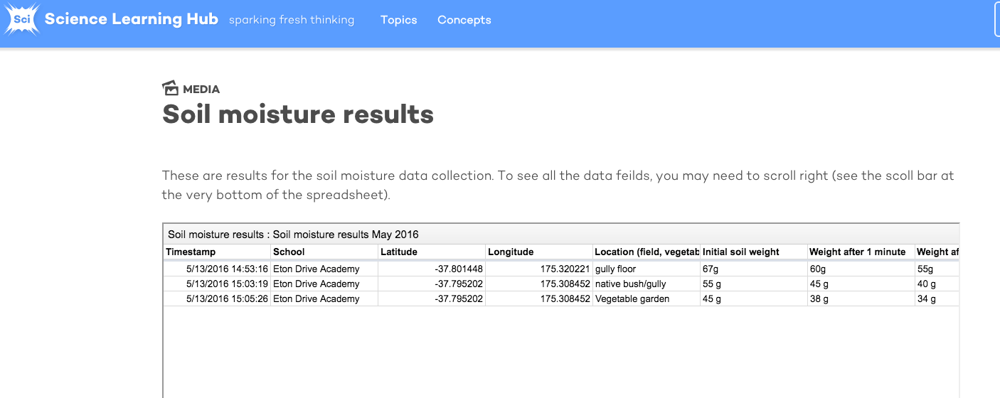 Sci Science Learning Hub sparking fresh thinking Topics Concepts
MEDIA
Soil moisture results
These are results for the soil moisture data collection. To see all the data feilds, you may need to scroll right (see the scoll bar at
the very bottom of the spreadsheet).
Soil moisture results : Soil moisture results May 2016
Timestamp School Latitude Longitude Location (field, vegetab Initial soil weight Weight after 1 minute Weight af
5/13/2016 14:53:16 Eton Drive Academy -37.801448 175.320221 gully floor 67g 60g 55g
5/13/2016 15:03:19 Eton Drive Academy -37.795202 175.308452 native bush/gully 55 g 45 g 40 g
5/13/2016 15:05:26 Eton Drive Academy -37.795202 175.308452 Vegetable garden 45 g 38 g 34 g